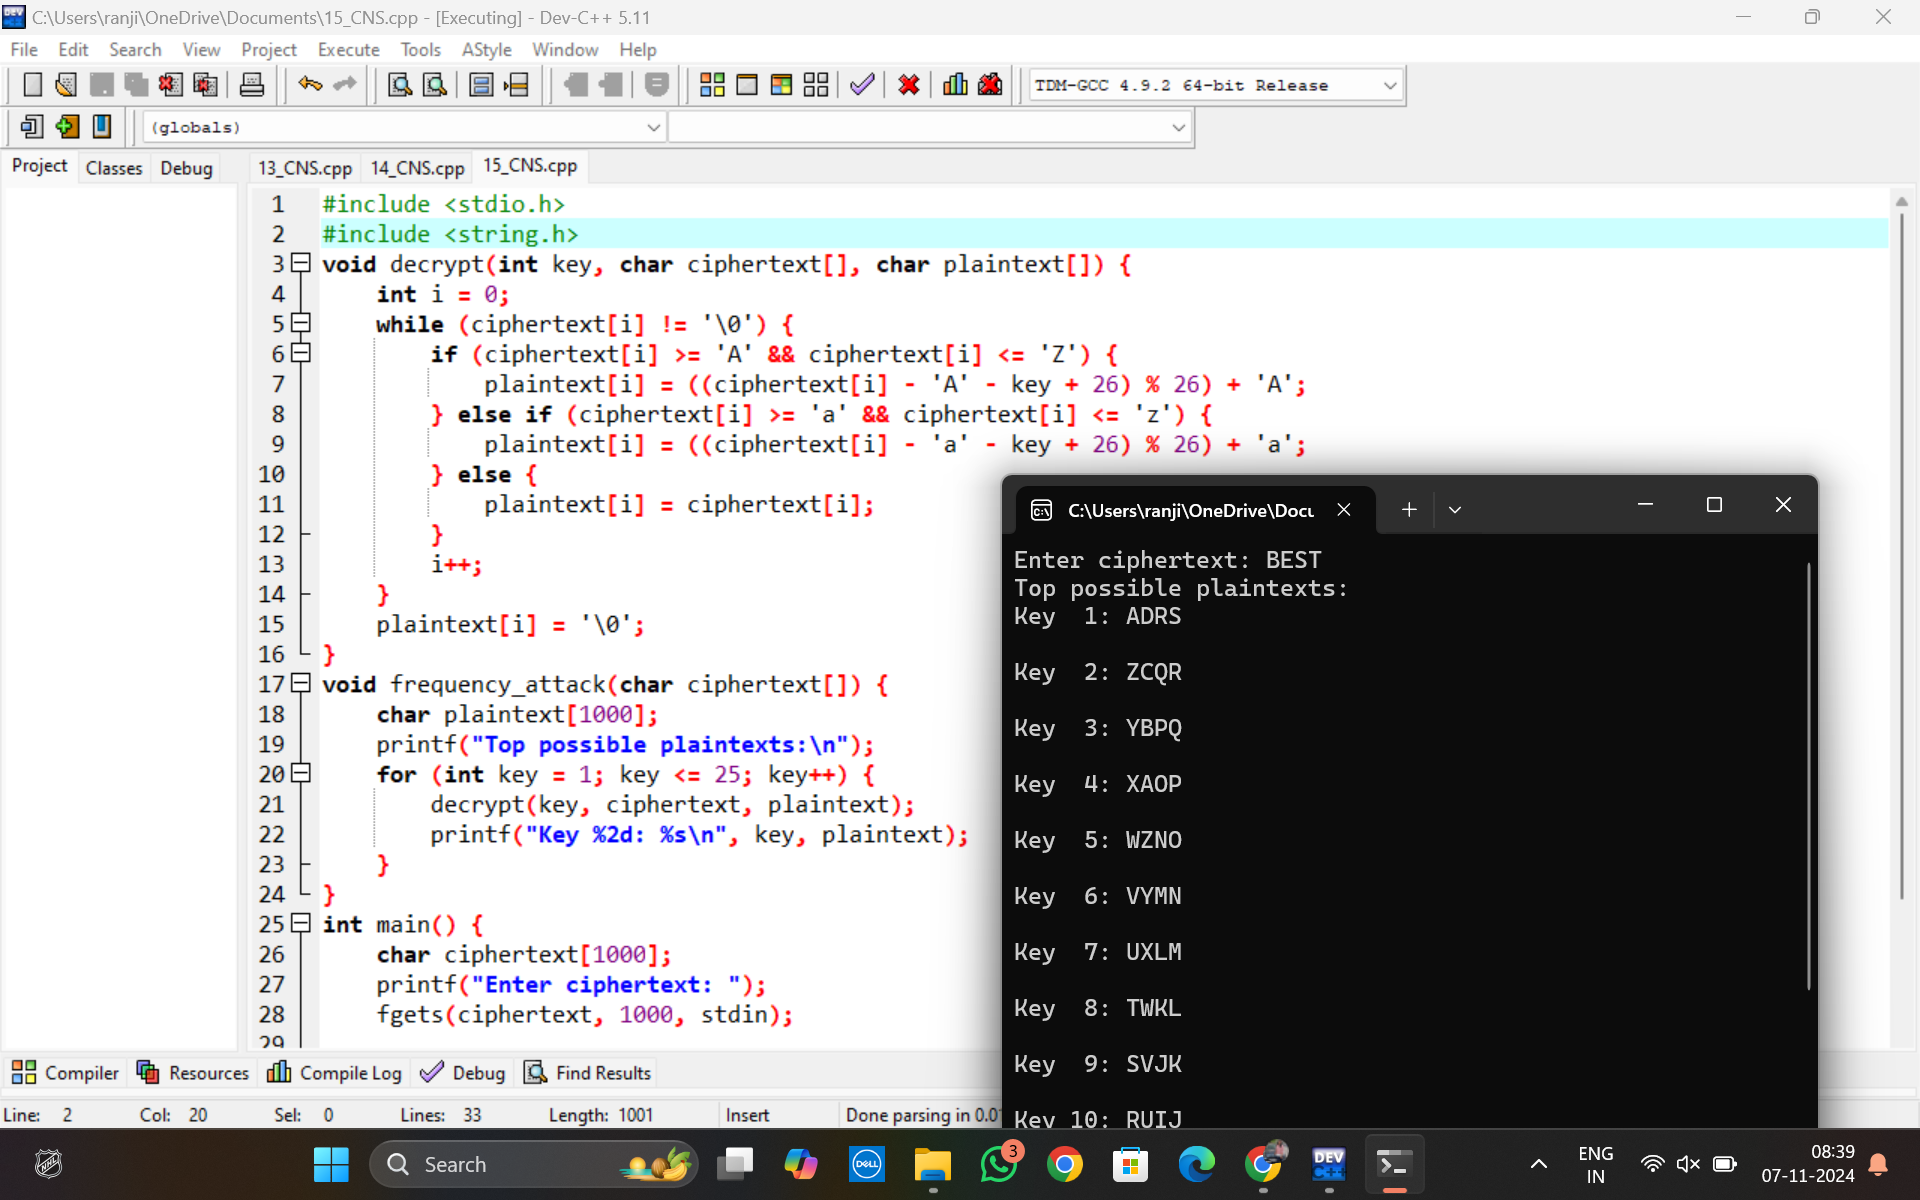 C:\Users\ranji\OneDrive\Documents\15_CNS.cpp - [Executing] - Dev-C++ 5.11
File Edit Search View Project Execute Tools AStyle Window Help
TDM-GCC 4.9.2 64-bit Release
(globals)
Project Classes Debug 13_CNS.cpp 14_CNS.cpp 15_CNS.cpp
1 #include <stdio.h>
2 #include <string.h>
3 void decrypt(int key, char ciphertext[], char plaintext[]) {
4 int i = 0;
5 while (ciphertext[i] != '\0') {
6 if (ciphertext[i] >= 'A' && ciphertext[i] <= 'Z') {
7 plaintext[i] = ((ciphertext[i] - 'A' - key + 26) % 26) + 'A';
8 } else if (ciphertext[i] >= 'a' && ciphertext[i] <= 'z') {
9 plaintext[i] = ((ciphertext[i] - 'a' - key + 26) % 26) + 'a';
10 } else {
11 plaintext[i] = ciphertext[i];
12 }
13 i++;
14 }
15 plaintext[i] = '\0';
16 }
17 void frequency_attack(char ciphertext[]) {
18 char plaintext[1000];
19 printf("Top possible plaintexts:\n");
20 for (int key = 1; key <= 25; key++) {
21 decrypt(key, ciphertext, plaintext);
22 printf("Key %2d: %s\n", key, plaintext);
23 }
24 }
25 int main() {
26 char ciphertext[1000];
27 printf("Enter ciphertext: ");
28 fgets(ciphertext, 1000, stdin);
29
C:\Users\ranji\OneDrive\Docu
Enter ciphertext: BEST
Top possible plaintexts:
Key 1: ADRS
Key 2: ZCQR
Key 3: YBPQ
Key 4: XAOP
Key 5: WZNO
Key 6: VYMN
Key 7: UXLM
Key 8: TWKL
Key 9: SVJK
Key 10: RUIJ
Compiler Resources Compile Log Debug Find Results
Line: 2 Col: 20 Sel: 0 Lines: 33 Length: 1001 Insert Done parsing in 0.0
Search
DELL
3
DEV
C++
ENG
IN
08:39
07-11-2024